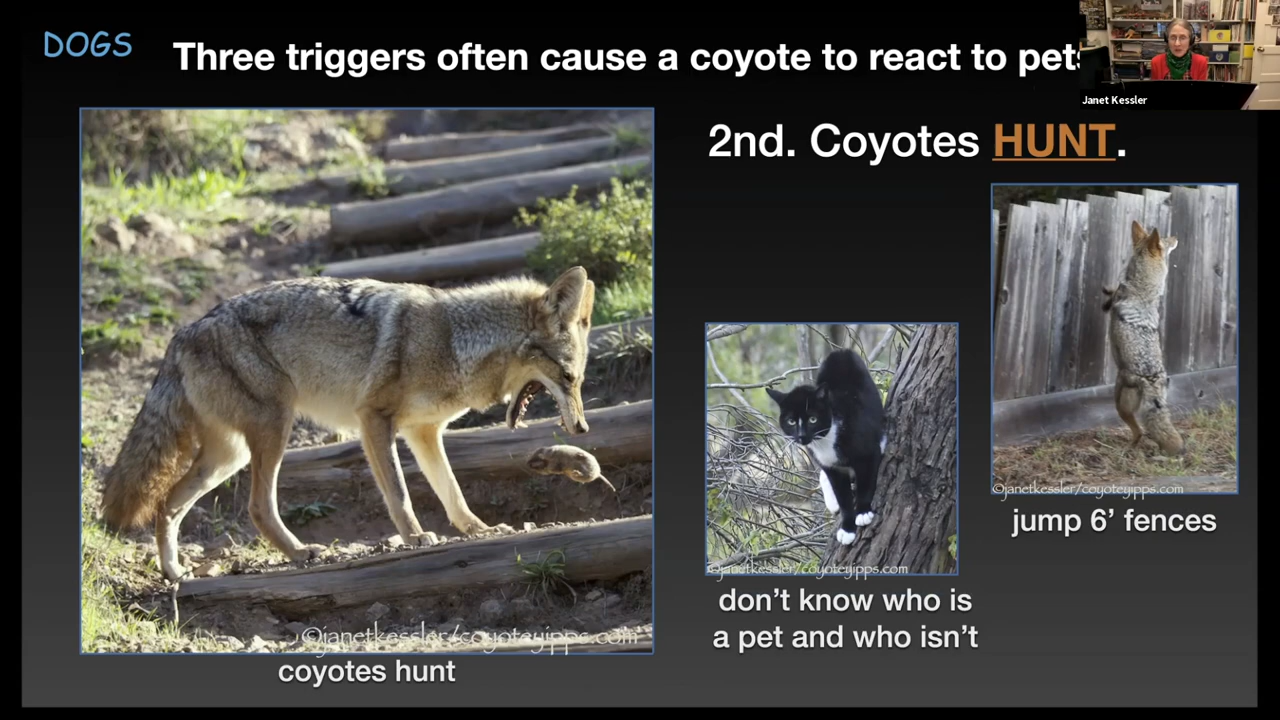 DOGS
Three triggers often cause a coyote to react to pets
Janet Kessler
2nd. Coyotes HUNT.
©janetkessler/coyoteyipps.com
jump 6’ fences
©janetkessler/coyoteyipps.com
don’t know who is
a pet and who isn’t
©janetkessler/coyoteyipps.com
coyotes hunt